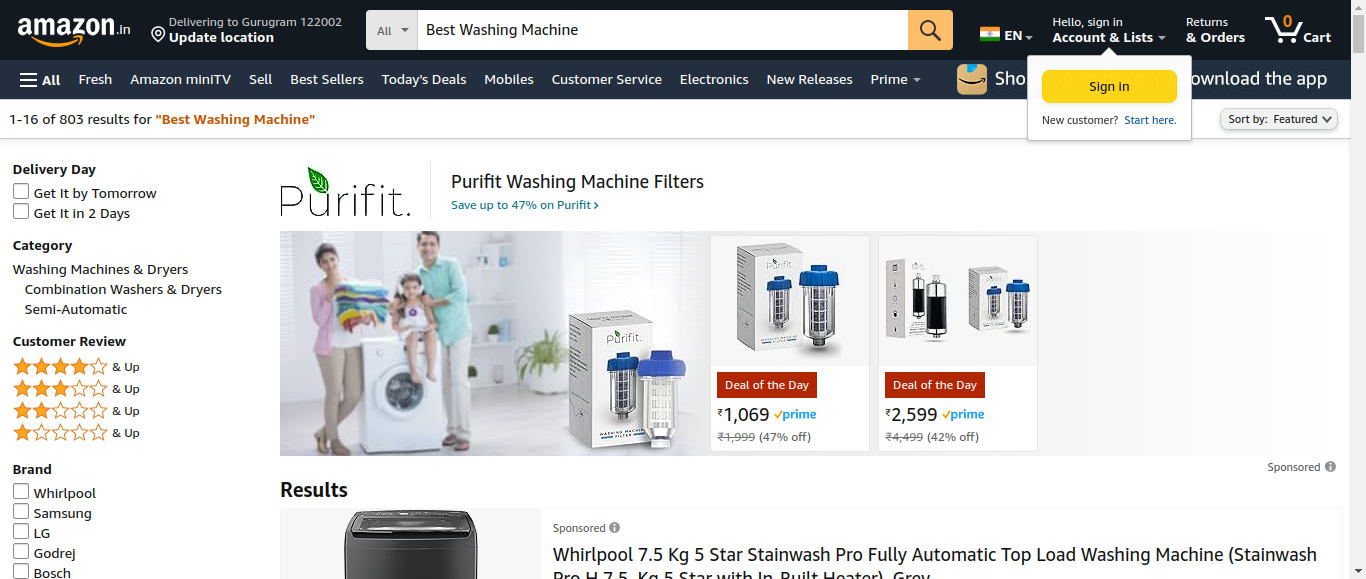 amazon.in
Delivering to Gurugram 122002
Update location
All
Best Washing Machine
EN
Hello, sign in
Account & Lists
Returns
& Orders
0
Cart
All
Fresh
Amazon miniTV
Sell
Best Sellers
Today's Deals
Mobiles
Customer Service
Electronics
New Releases
Prime
Sho
ownload the app
Sign in
New customer? Start here.
1-16 of 803 results for "Best Washing Machine"
Sort by: Featured
Delivery Day
Get It by Tomorrow
Get It in 2 Days
Category
Washing Machines & Dryers
Combination Washers & Dryers
Semi-Automatic
Customer Review
& Up
& Up
& Up
& Up
Brand
Whirlpool
Samsung
LG
Godrej
Bosch
Purifit.
Purifit Washing Machine Filters
Save up to 47% on Purifit
Purifit.
WASHING MACHINE
FILTER
Purifit.
Deal of the Day
₹1,069 prime
₹1,999 (47% off)
Deal of the Day
₹2,599 prime
₹4,499 (42% off)
Sponsored
Results
Sponsored
Whirlpool 7.5 Kg 5 Star Stainwash Pro Fully Automatic Top Load Washing Machine (Stainwash
Pro H 7.5, Kg 5 Star with In-Built Heater), Grey